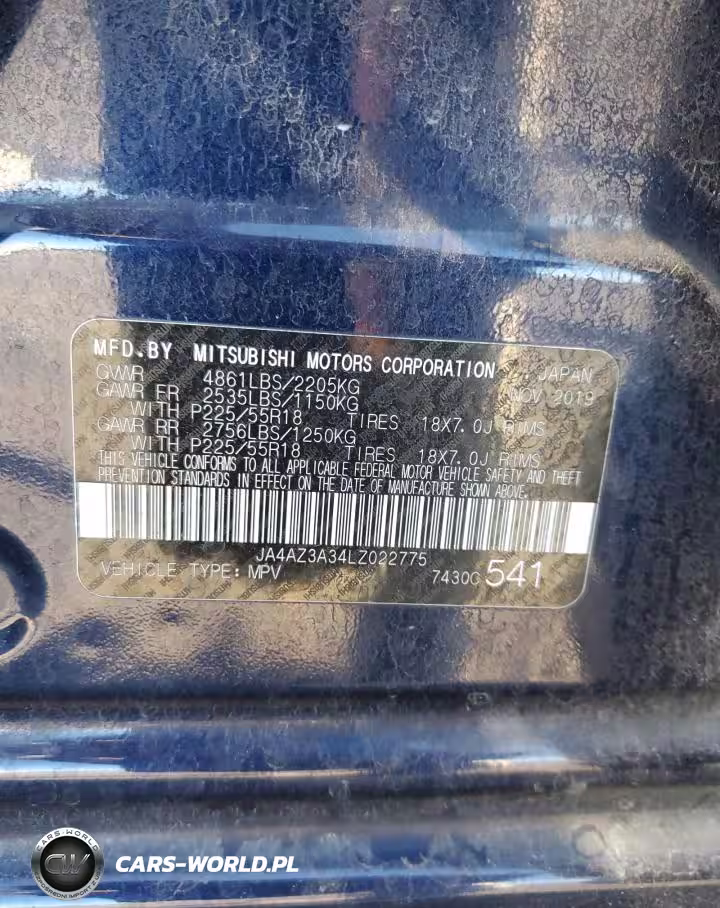 MFD.BY MITSUBISHI MOTORS CORPORATION JAPAN
GVWR 4861LBS/2205KG NOV 2019
GAWR FR 2535LBS/1150KG
WITH P225/55R18 TIRES 18X7.0J RIMS
GAWR RR 2756LBS/1250KG
WITH P225/55R18 TIRES 18X7.0J RIMS
THIS VEHICLE CONFORMS TO ALL APPLICABLE FEDERAL MOTOR VEHICLE SAFETY AND THEFT
PREVENTION STANDARDS IN EFFECT ON THE DATE OF MANUFACTURE SHOWN ABOVE.
JA4AZ3A34LZ022775
VEHICLE TYPE: MPV 7430C 541
CARS-WORLD
CW
CARS-WORLD.PL